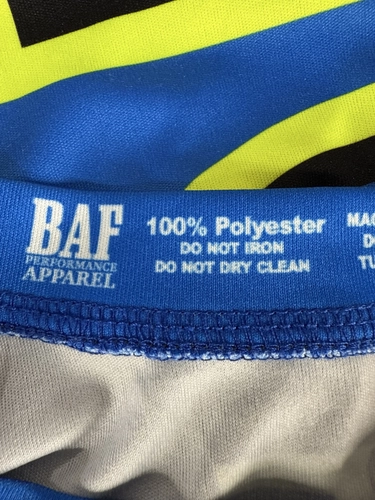 BAF
PERFORMANCE
APPAREL
100% Polyester
DO NOT IRON
DO NOT DRY CLEAN